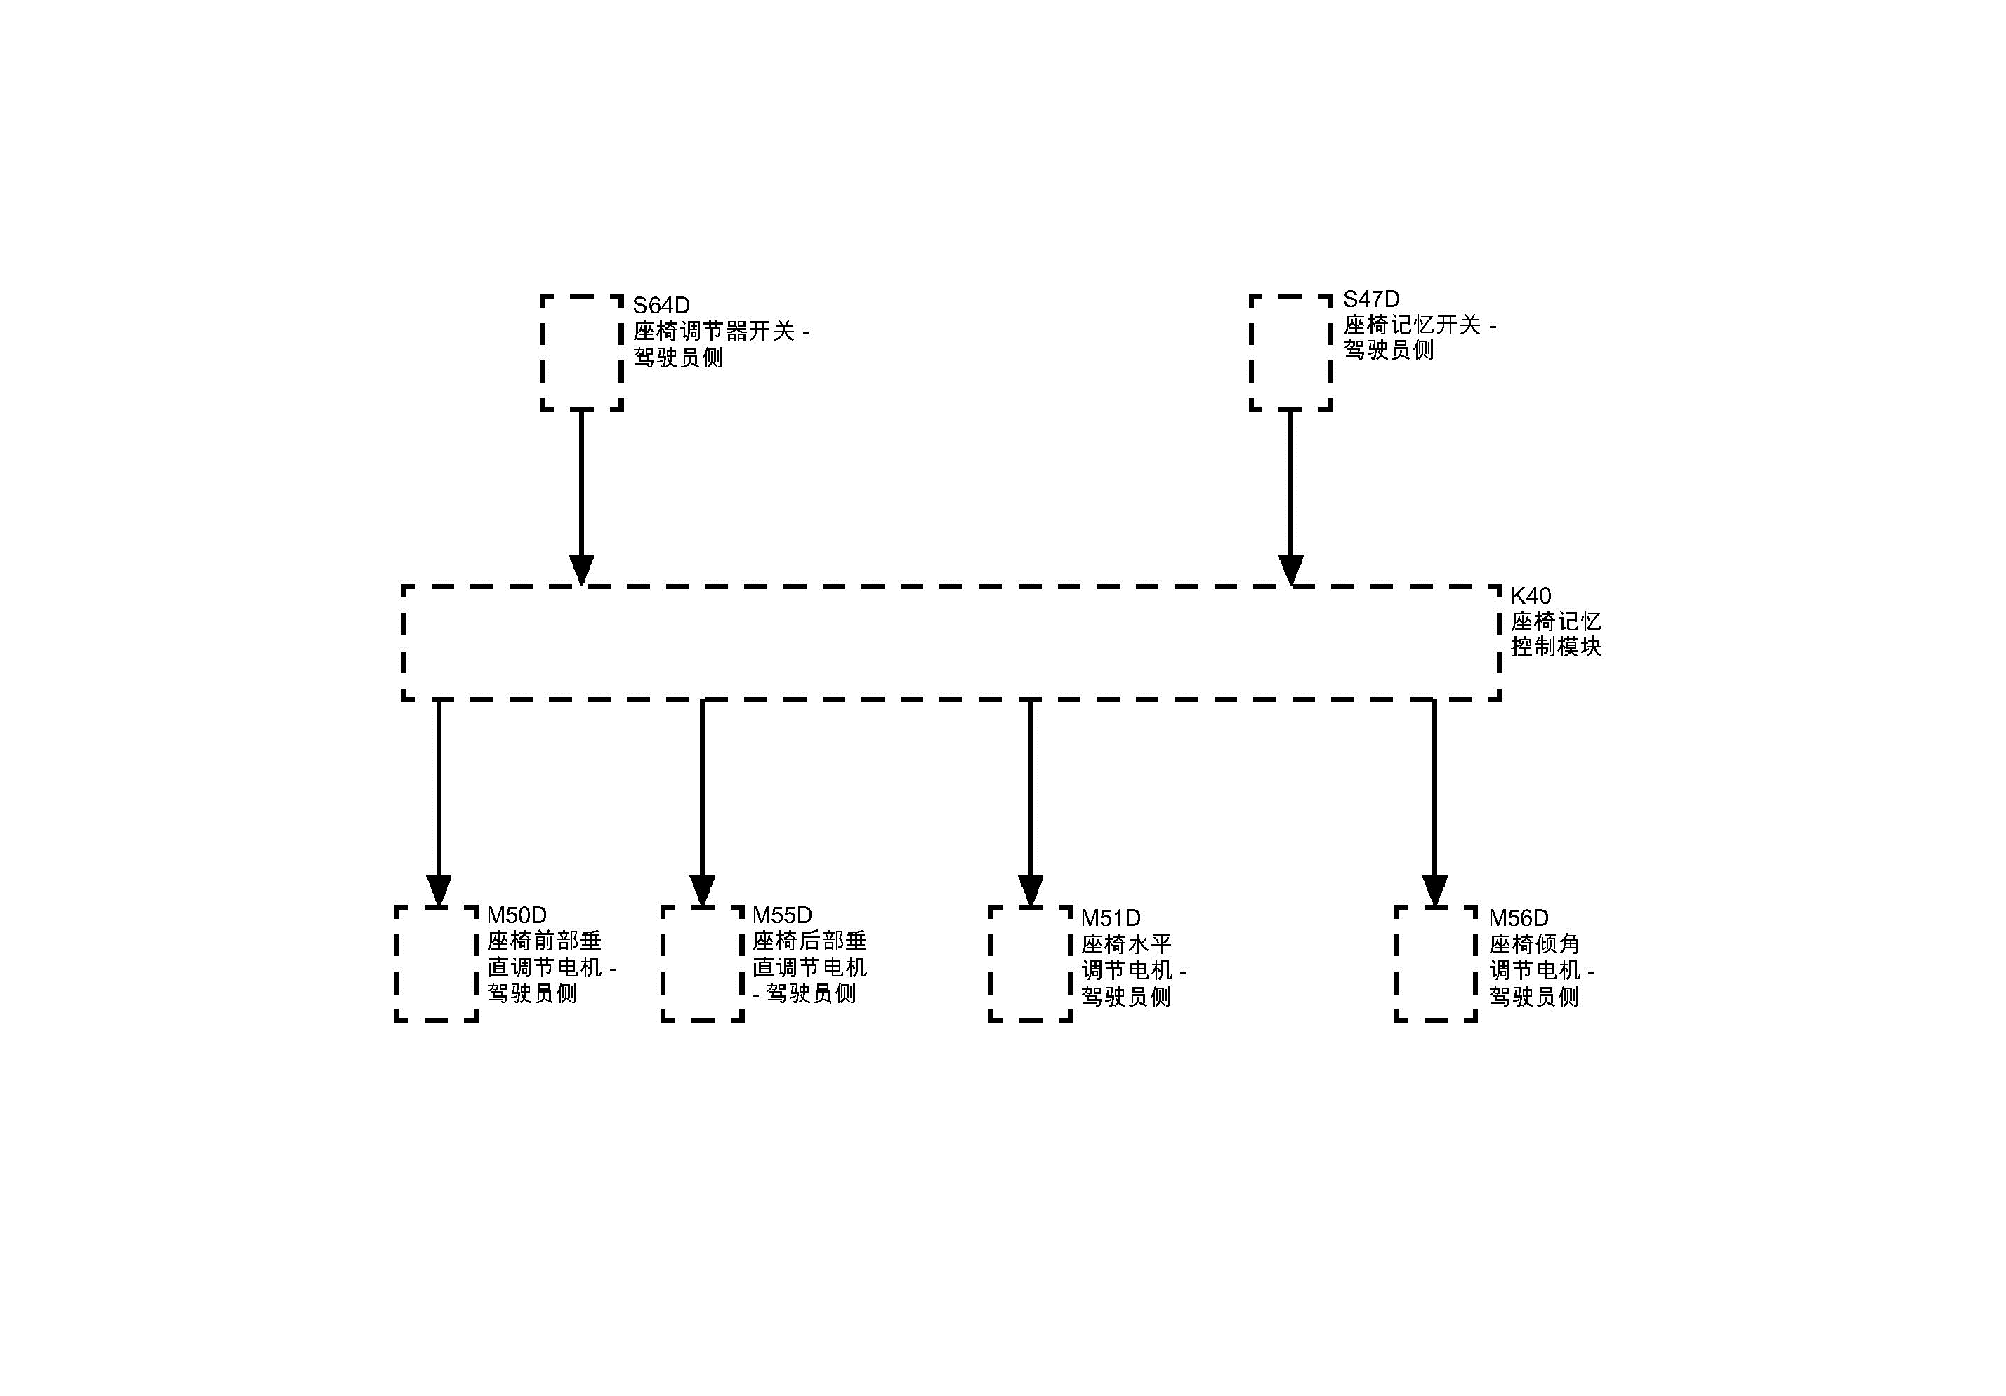 S64D
座椅调节器开关 -
驾驶员侧
S47D
座椅记忆开关 -
驾驶员侧
K40
座椅记忆
控制模块
M50D
座椅前部垂
直调节电机 -
驾驶员侧
M55D
座椅后部垂
直调节电机
- 驾驶员侧
M51D
座椅水平
调节电机 -
驾驶员侧
M56D
座椅倾角
调节电机 -
驾驶员侧